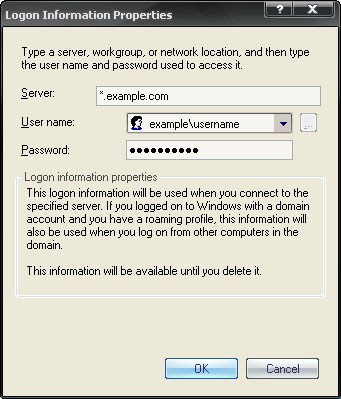 Logon Information Properties
Type a server, workgroup, or network location, and then type
the user name and password used to access it.
Server:
*.example.com
User name:
example\username
...
Password:
●●●●●●●●●●
Logon information properties
This logon information will be used when you connect to the
specified server. If you logged on to Windows with a domain
account and you have a roaming profile, this information will
also be used when you log on from other computers in the
domain.
This information will be available until you delete it.
OK
Cancel